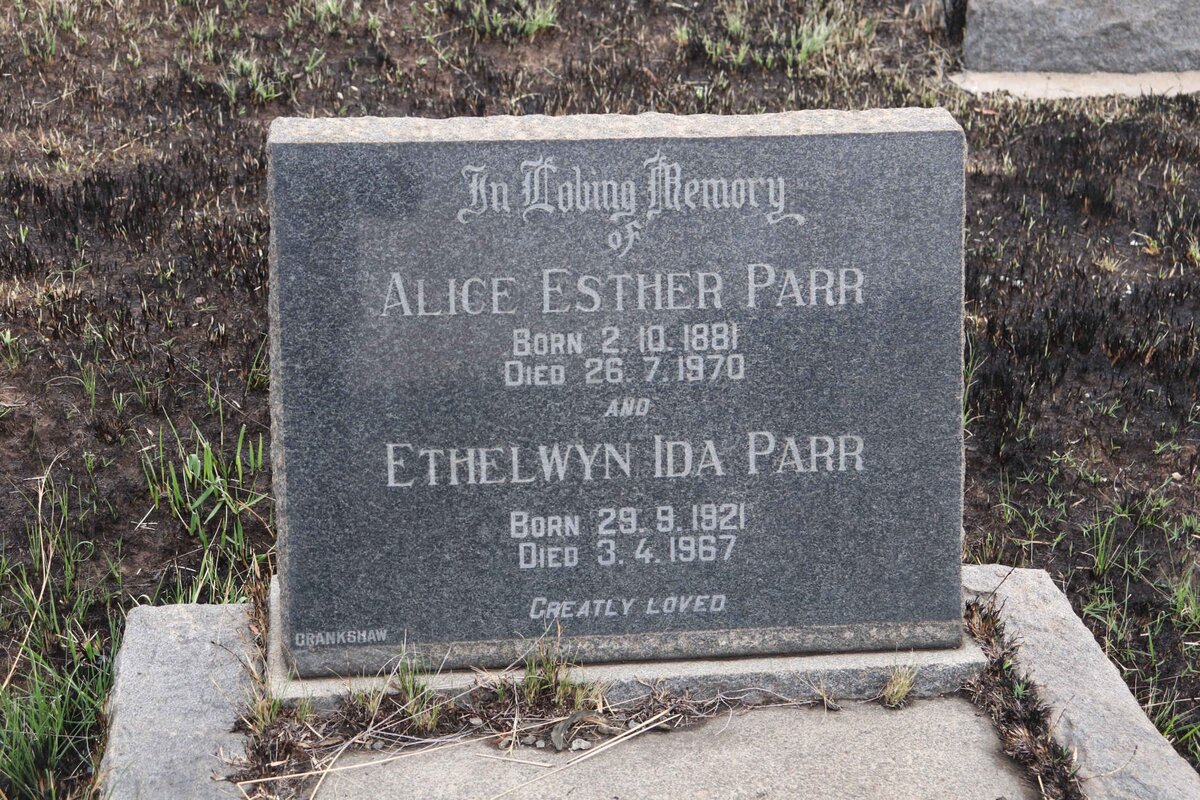 In Loving Memory
of
ALICE ESTHER PARR
BORN 2. 10. 1881
DIED 26. 7. 1970
AND
ETHELWYN IDA PARR
BORN 29. 9. 1921
DIED 3. 4. 1967
GREATLY LOVED
CRANKSHAW